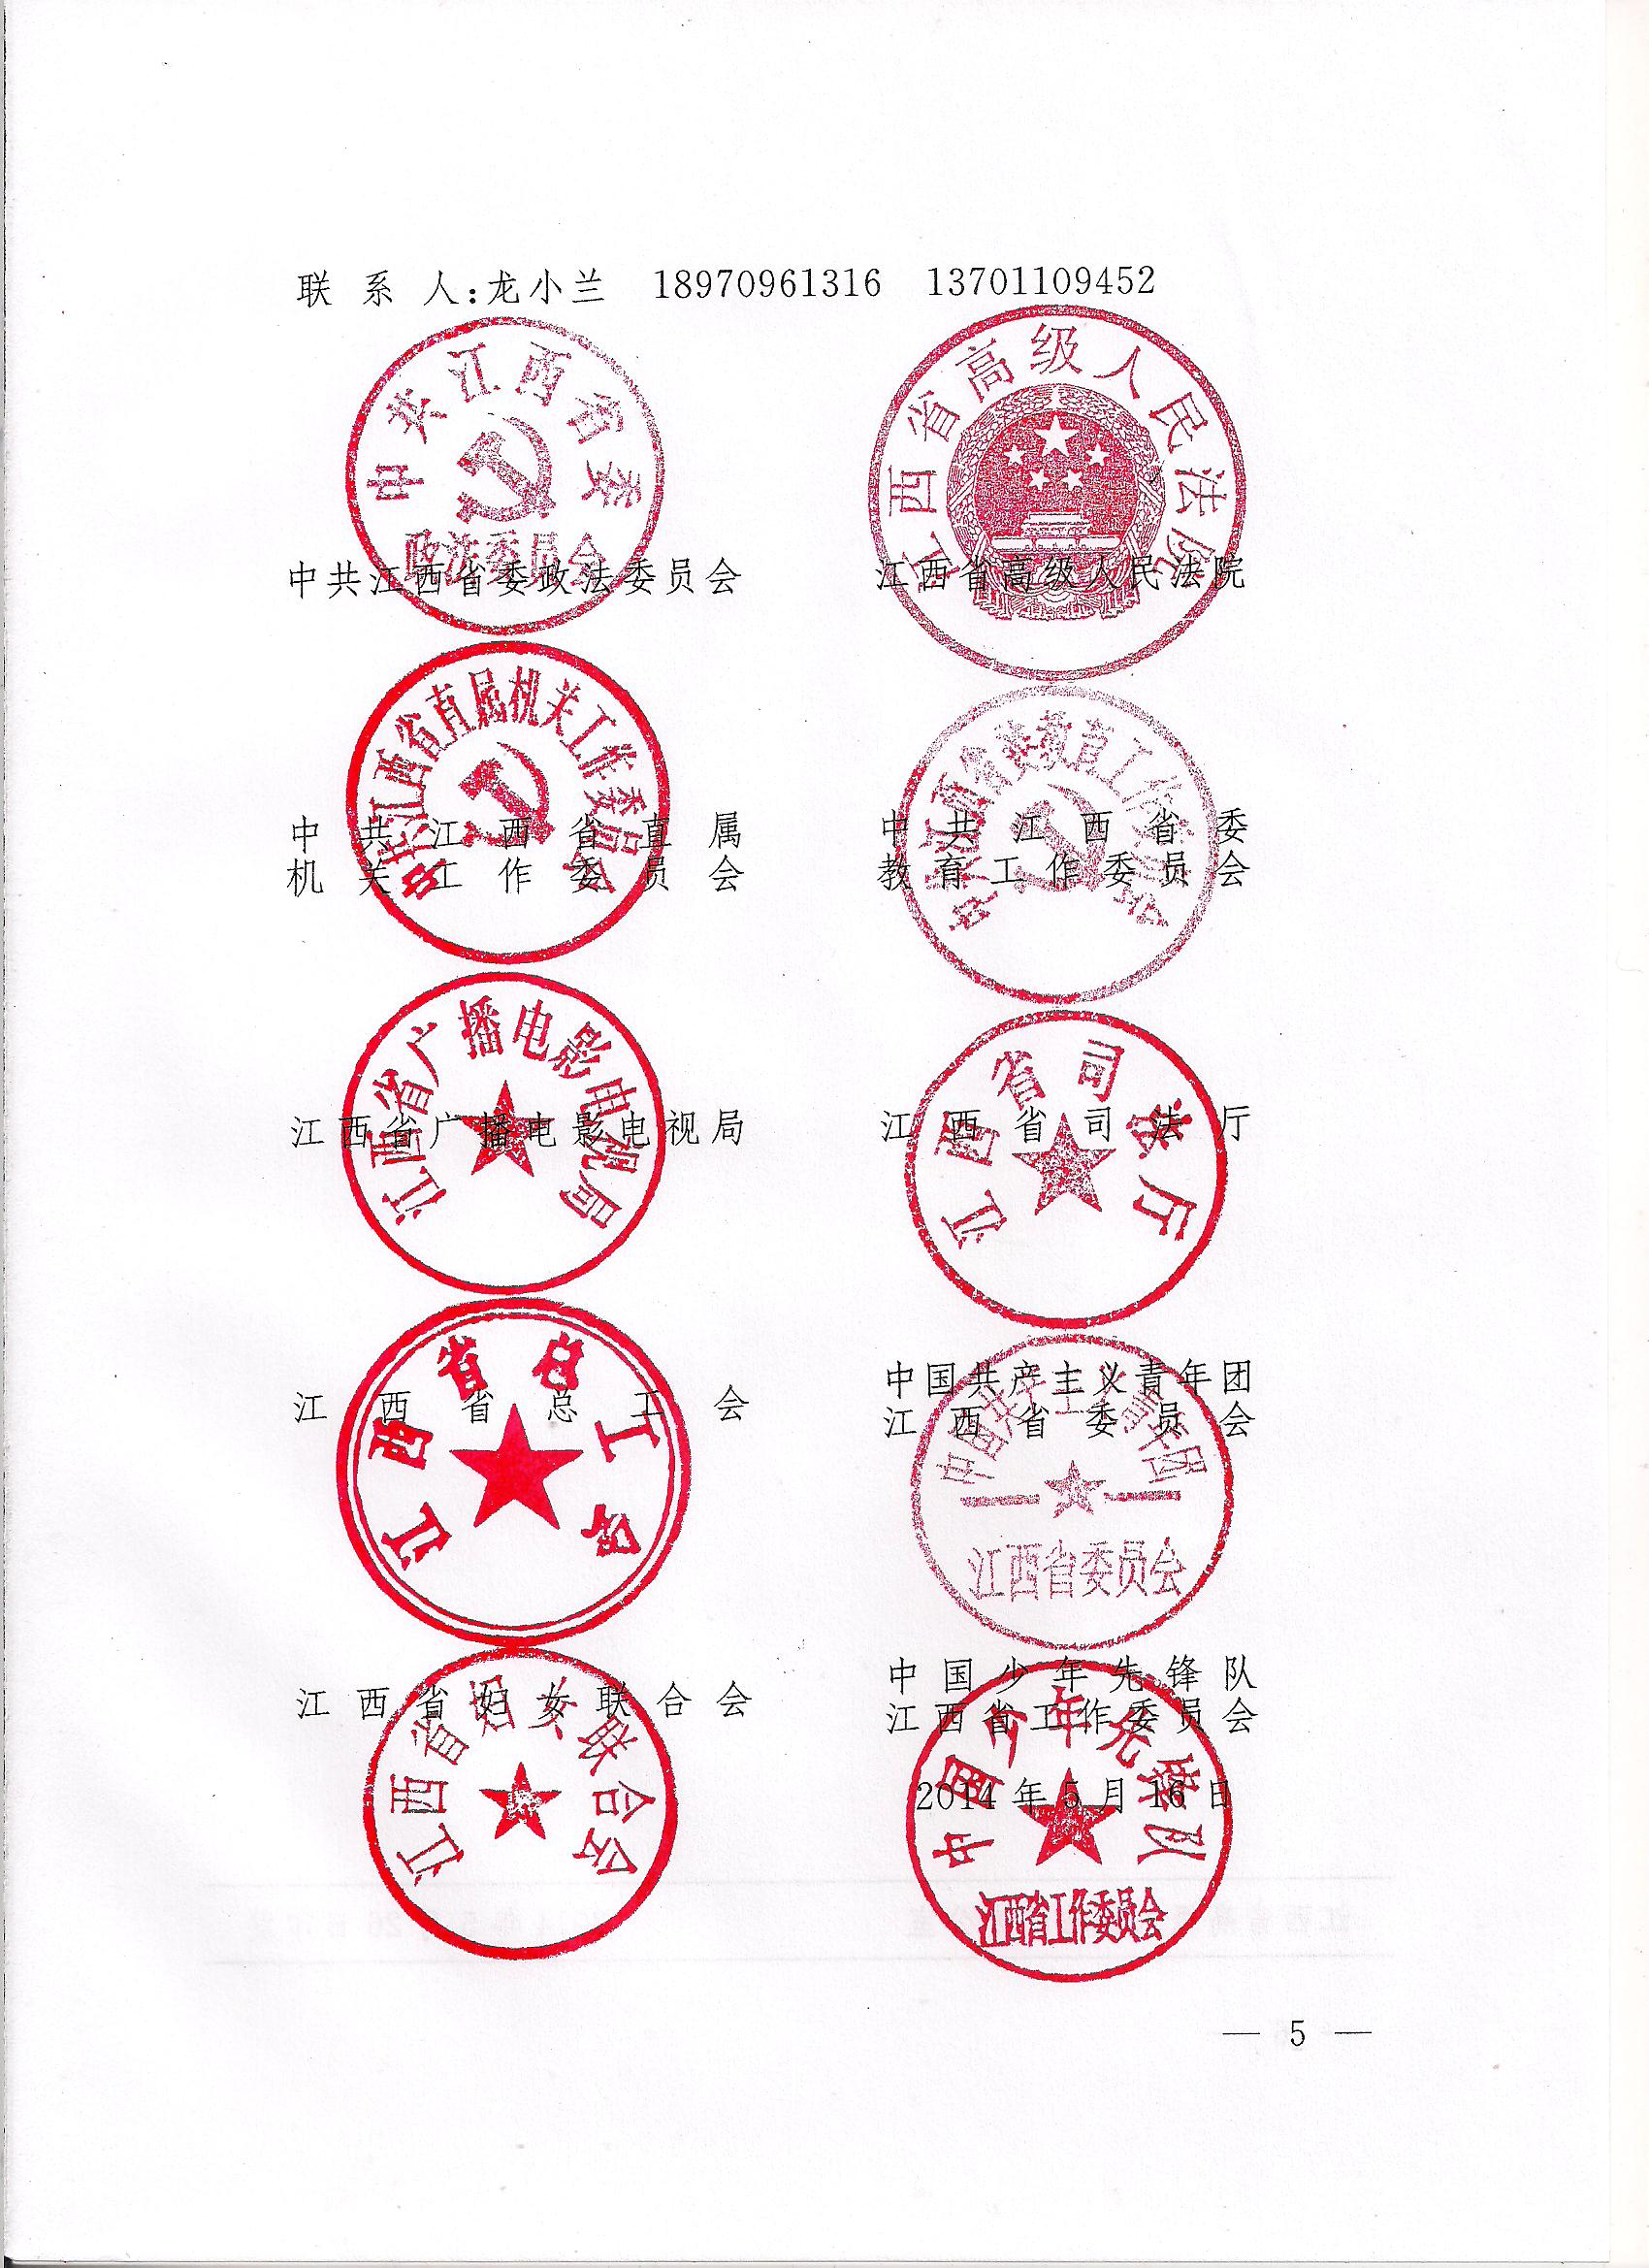 联系人:龙小兰 18970961316 13701109452
中共江西省委
政法委员会
中共江西省委政法委员会
江西省高级人民法院
江西省高级人民法院
中共江西省直属机关工作委员会
中共江西省直属
机关工作委员会
中共江西省委教育工作委员会
中共江西省委
教育工作委员会
江西省广播电影电视局
江西省广播电影电视局
江西省司法厅
江西省司法厅
江西省总工会
江西省总工会
中国共产主义青年团
江西省委员会
中国共产主义青年团
江西省委员会
江西省妇女联合会
江西省妇女联合会
中国少年先锋队
江西省工作委员会
2014年5月16日
中国少年先锋队
江西省工作委员会
— 5 —